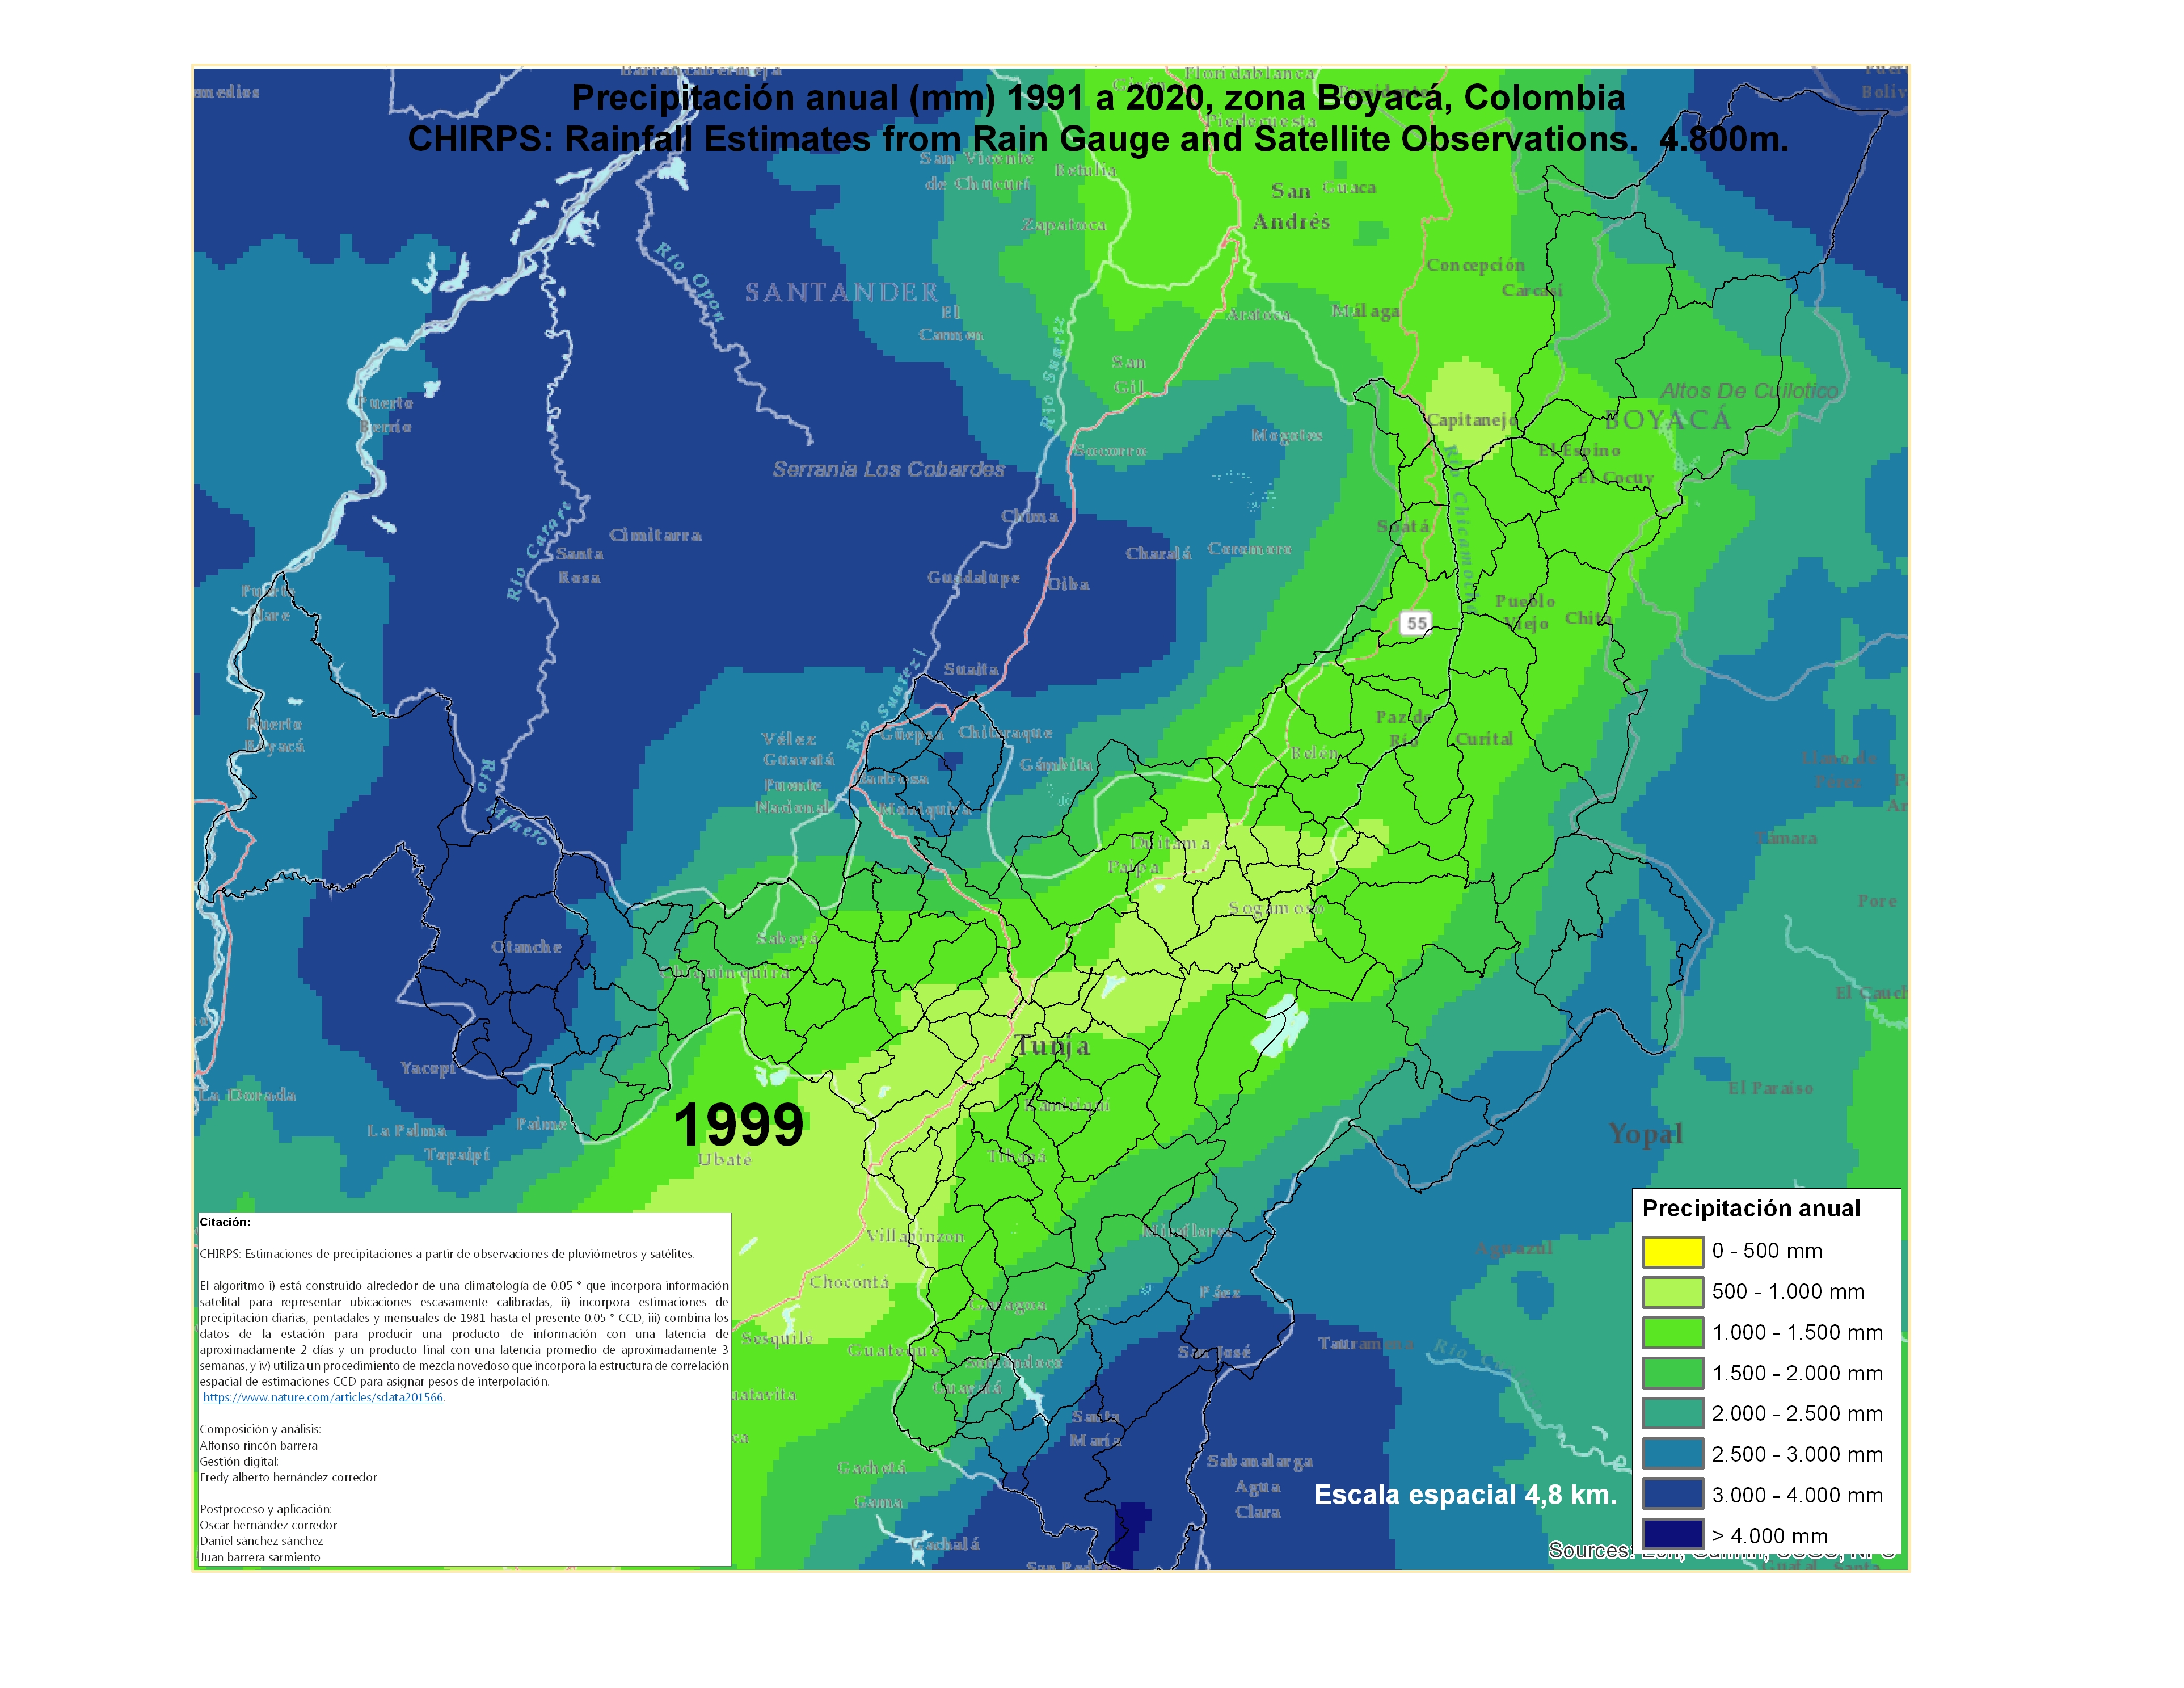 Precipitación anual (mm) 1991 a 2020, zona Boyacá, Colombia
CHIRPS: Rainfall Estimates from Rain Gauge and Satellite Observations.  4.800m.
Floridablanca
Piedecuesta
San Vicente
de Chucurí
Betulia
San
Andrés
Guaca
Zapatoca
Concepción
Carcasí
Río Opon
SANTANDER
El
Carmen
Málaga
Aratoca
San
Gil
Río Suarez
Altos De Cuilotico
BOYACÁ
Puerto
Berrío
Capitanejo
Mogotes
Socorro
El Espino
El Cocuy
Serranía Los Cobardes
Río Chicamocha
Chima
Soatá
Río Carare
Cimitarra
Santa
Rosa
Charalá
Coromoro
Guadalupe
Oiba
Pueblo
Viejo
Chita
55
Suaita
Río Suarez
Puerto
Boyacá
Vélez
Guavatá
Puente
Nacional
Güepsa
Chitaraque
Barbosa
Moniquirá
Gámbita
Paz de
Río
Curital
Belén
Río Minero
Támara
Duitama
Paipa
Pore
Sogamoso
Otanche
Saboyá
Chiquinquirá
Tunja
Yacopí
La Dorada
La Palma
Topaipí
Palma
El Paraiso
1999
Ramiriquí
Ubaté
Tibaná
Yopal
Villapinzon
Miraflores
Aguazul
Chocontá
Páez
Garagoa
Sesquilé
Guateque
San José
Tauramena
Guayatá
Santa
María
Gachetá
Gama
Gachalá
Sabanalarga
Agua
Clara
Citación:
CHIRPS: Estimaciones de precipitaciones a partir de observaciones de pluviómetros y satélites.
El algoritmo i) está construido alrededor de una climatología de 0.05 ° que incorpora información
satelital para representar ubicaciones escasamente calibradas, ii) incorpora estimaciones de
precipitación diarias, pentadales y mensuales de 1981 hasta el presente 0.05 ° CCD, iii) combina los
datos de la estación para producir una producto de información con una latencia de
aproximadamente 2 días y un producto final con una latencia promedio de aproximadamente 3
semanas, y iv) utiliza un procedimiento de mezcla novedoso que incorpora la estructura de correlación
espacial de estimaciones CCD para asignar pesos de interpolación.
https://www.nature.com/articles/sdata201566.
Composición y análisis:
Alfonso rincón barrera
Gestión digital:
Fredy alberto hernández corredor
Postproceso y aplicación:
Oscar hernández corredor
Daniel sánchez sánchez
Juan barrera sarmiento
Escala espacial 4,8 km.
Precipitación anual
0 - 500 mm
500 - 1.000 mm
1.000 - 1.500 mm
1.500 - 2.000 mm
2.000 - 2.500 mm
2.500 - 3.000 mm
3.000 - 4.000 mm
> 4.000 mm
Sources: